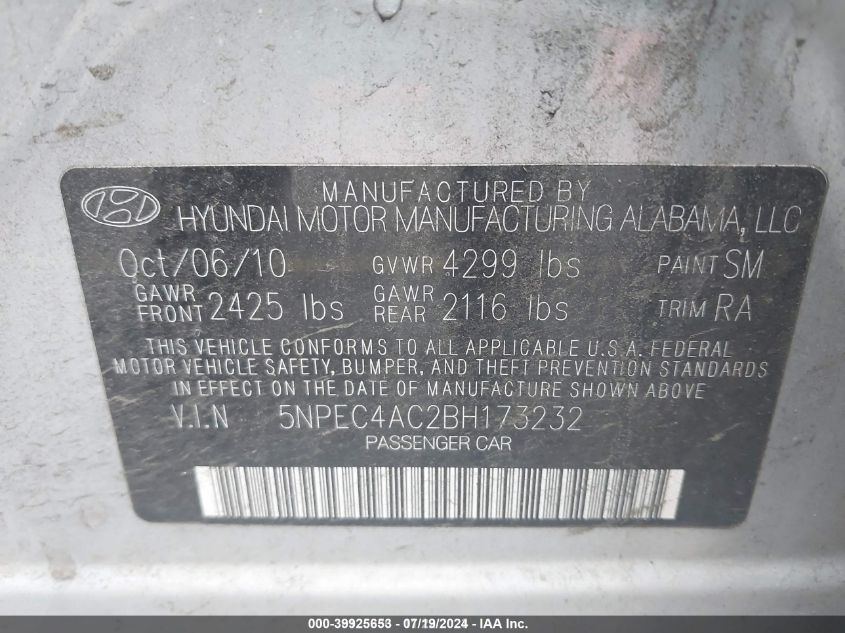 MANUFACTURED BY
HYUNDAI MOTOR MANUFACTURING ALABAMA, LLC
Oct/06/10 GVWR 4299 lbs PAINT SM
GAWR FRONT 2425 lbs GAWR REAR 2116 lbs TRIM RA
THIS VEHICLE CONFORMS TO ALL APPLICABLE U.S.A. FEDERAL
MOTOR VEHICLE SAFETY, BUMPER, AND THEFT PREVENTION STANDARDS
IN EFFECT ON THE DATE OF MANUFACTURE SHOWN ABOVE
V.I.N 5NPEC4AC2BH173232
PASSENGER CAR
000-39925653 - 07/19/2024 - IAA Inc.